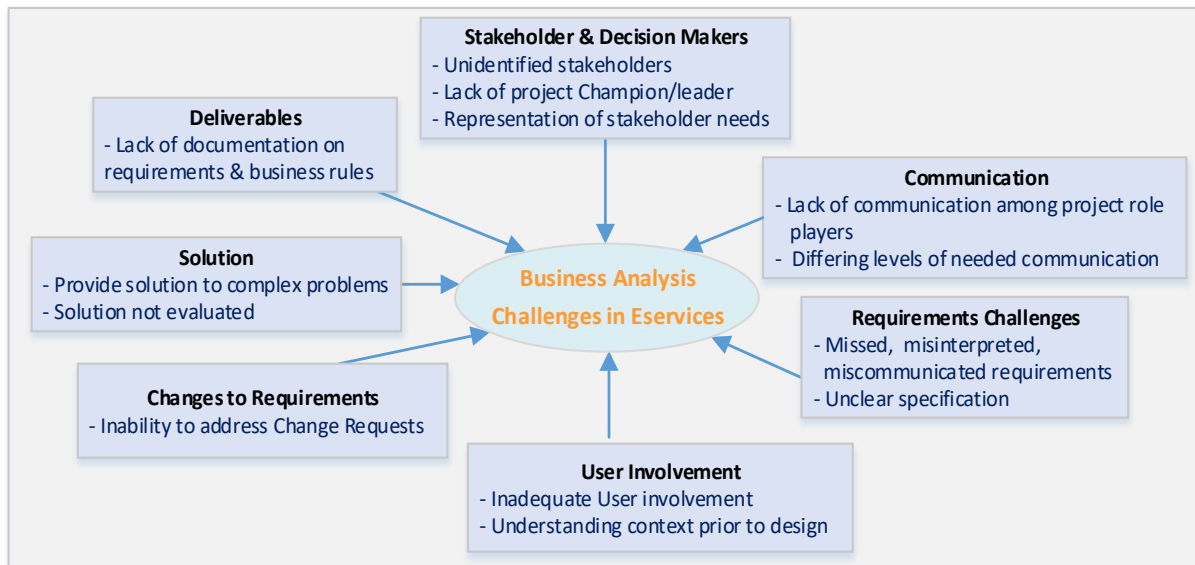 Stakeholder & Decision Makers
- Unidentified stakeholders
- Lack of project Champion/leader
- Representation of stakeholder needs
Deliverables
- Lack of documentation on
requirements & business rules
Communication
- Lack of communication among project role
players
- Differing levels of needed communication
Solution
- Provide solution to complex problems
- Solution not evaluated
Business Analysis
Challenges in Eservices
Requirements Challenges
- Missed, misinterpreted,
miscommunicated requirements
- Unclear specification
Changes to Requirements
- Inability to address Change Requests
User Involvement
- Inadequate User involvement
- Understanding context prior to design